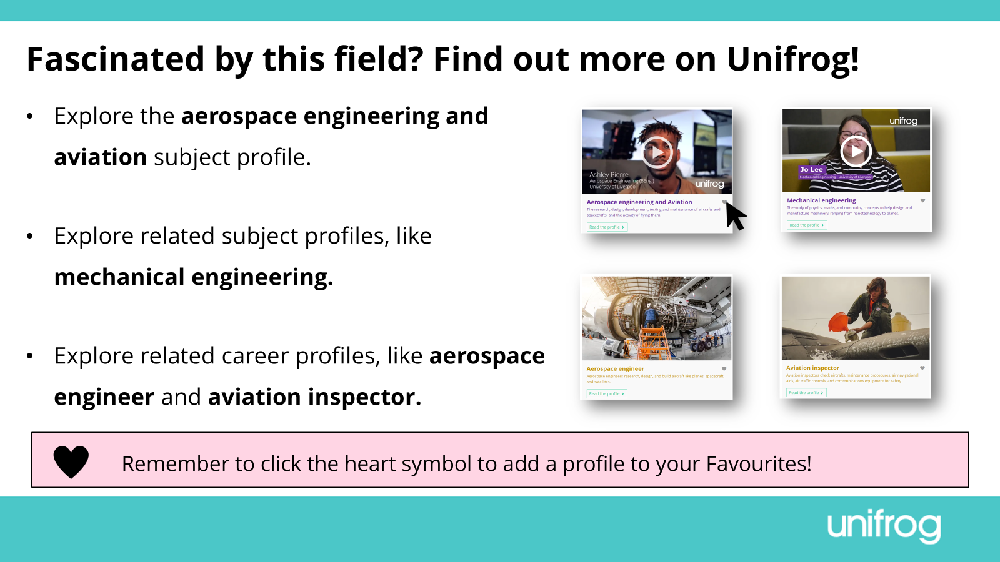 Fascinated by this field? Find out more on Unifrog!
• Explore the aerospace engineering and
aviation subject profile.
• Explore related subject profiles, like
mechanical engineering.
• Explore related career profiles, like aerospace
engineer and aviation inspector.
Ashley Pierre
Aerospace Engineering (BEng )
University of Liverpool
unifrog
Aerospace engineering and Aviation
The research, design, development, testing and maintenance of aircrafts and
spacecrafts, and the activity of flying them.
Read the profile
unifrog
Jo Lee
Mechanical Engineering - University of Liverpool
Mechanical engineering
The study of physics, maths, and computing concepts to help design and
manufacture machinery, ranging from nanotechnology to planes.
Read the profile
Aerospace engineer
Aerospace engineers research, design, and build aircraft like planes, spacecraft,
and satellites.
Read the profile
Aviation inspector
Aviation inspectors check aircrafts, maintenance procedures, air navigational
aids, air traffic controls, and communications equipment for safety.
Read the profile
Remember to click the heart symbol to add a profile to your Favourites!
unifrog